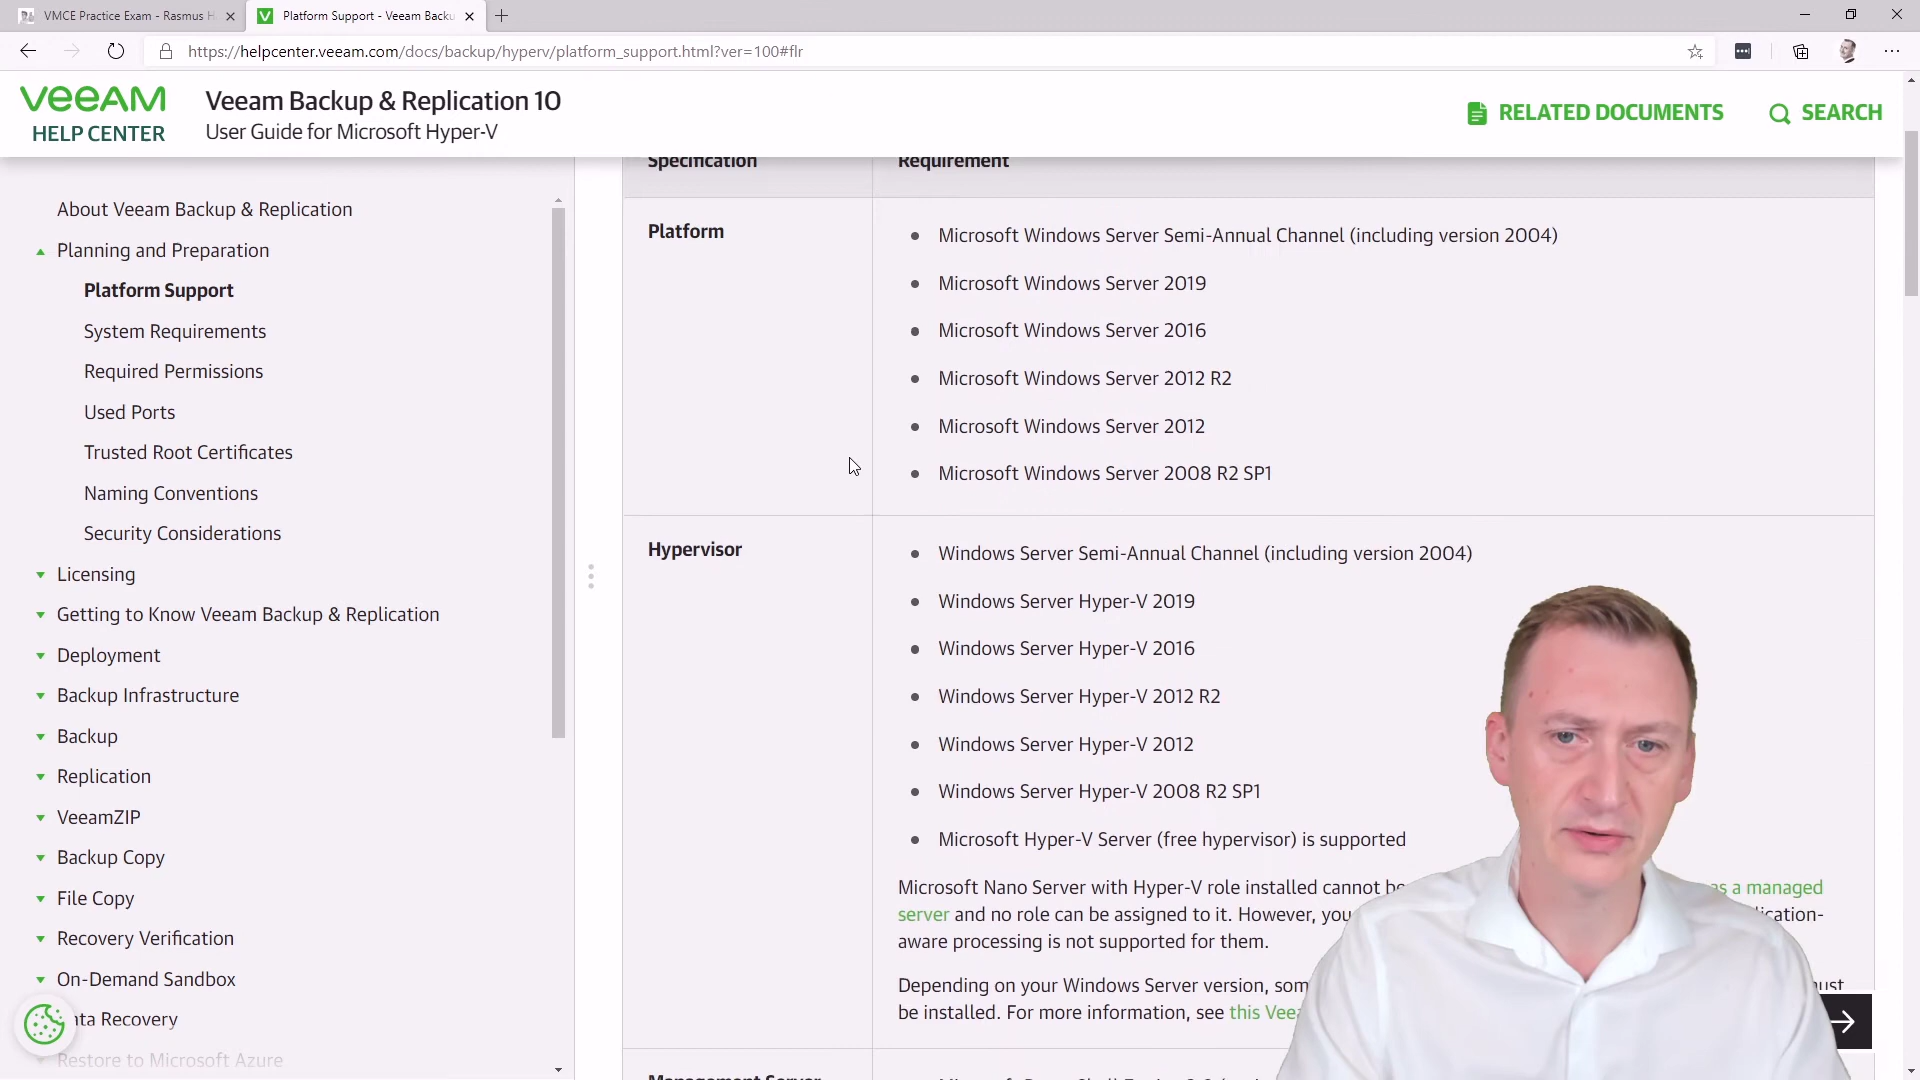 VMCE Practice Exam - Rasmus H
Platform Support - Veeam Backu
https://helpcenter.veeam.com/docs/backup/hyperv/platform_support.html?ver=100#flr
VEEAM
HELP CENTER
Veeam Backup & Replication 10
User Guide for Microsoft Hyper-V
RELATED DOCUMENTS
SEARCH
About Veeam Backup & Replication
Planning and Preparation
Platform Support
System Requirements
Required Permissions
Used Ports
Trusted Root Certificates
Naming Conventions
Security Considerations
Licensing
Getting to Know Veeam Backup & Replication
Deployment
Backup Infrastructure
Backup
Replication
VeeamZIP
Backup Copy
File Copy
Recovery Verification
On-Demand Sandbox
ata Recovery
Restore to Microsoft Azure
Specification Requirement
Platform
Microsoft Windows Server Semi-Annual Channel (including version 2004)
Microsoft Windows Server 2019
Microsoft Windows Server 2016
Microsoft Windows Server 2012 R2
Microsoft Windows Server 2012
Microsoft Windows Server 2008 R2 SP1
Hypervisor
Windows Server Semi-Annual Channel (including version 2004)
Windows Server Hyper-V 2019
Windows Server Hyper-V 2016
Windows Server Hyper-V 2012 R2
Windows Server Hyper-V 2012
Windows Server Hyper-V 2008 R2 SP1
Microsoft Hyper-V Server (free hypervisor) is supported
Microsoft Nano Server with Hyper-V role installed cannot be as a managed
server and no role can be assigned to it. However, you lication-
aware processing is not supported for them.
Depending on your Windows Server version, som ust
be installed. For more information, see this Veea
Management Server